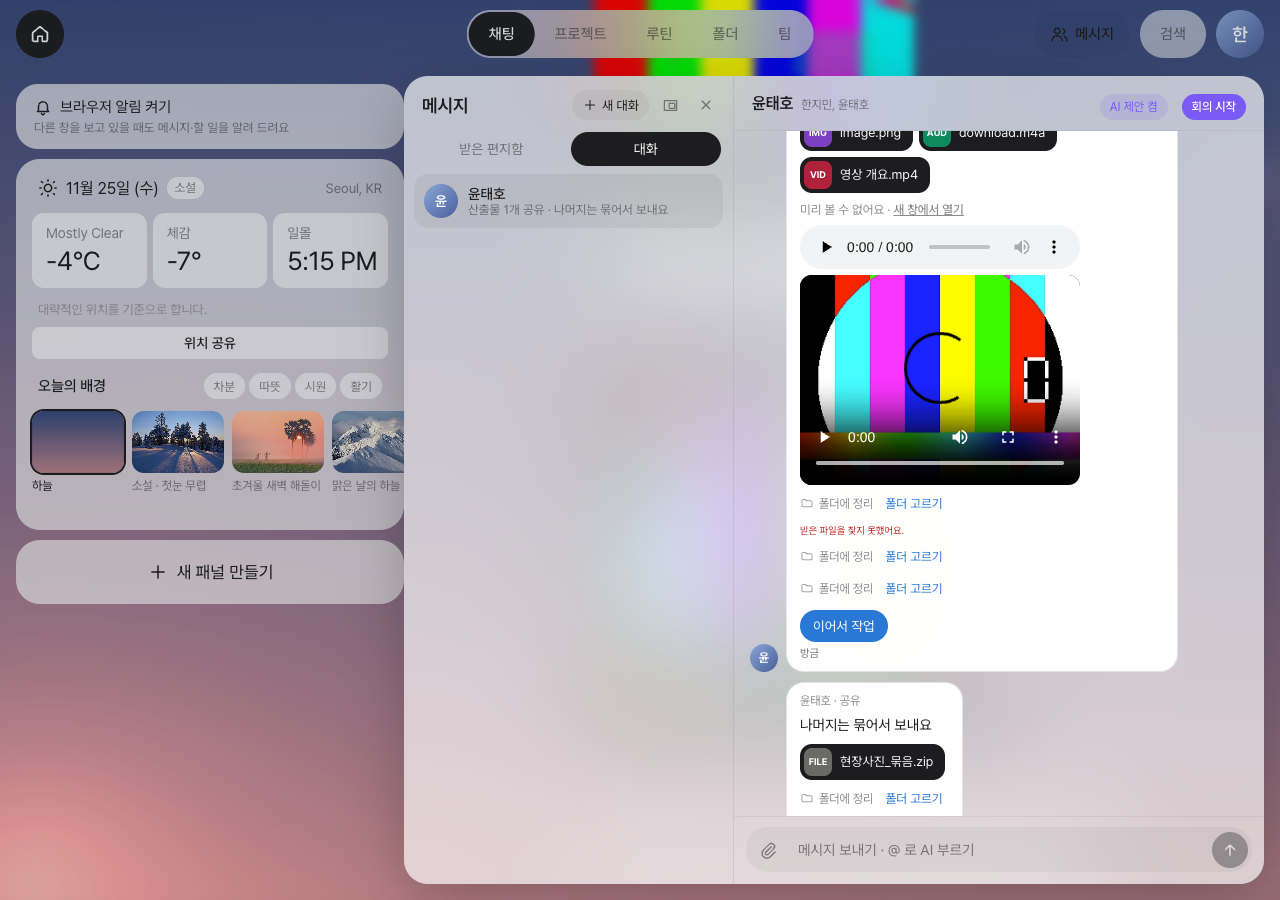 채팅
프로젝트
루틴
폴더
팀
메시지
검색
한
브라우저 알림 켜기
다른 창을 보고 있을 때도 메시지·할 일을 알려 드려요
11월 25일 (수)
소설
Seoul, KR
Mostly Clear
-4°C
체감
-7°
일몰
5:15 PM
대략적인 위치를 기준으로 합니다.
위치 공유
오늘의 배경
차분
따뜻
시원
활기
하늘
소설 · 첫눈 무렵
초겨울 새벽 해돋이
맑은 날의 하늘
새 패널 만들기
메시지
새 대화
받은 편지함
대화
윤
윤태호
산출물 1개 공유 · 나머지는 묶어서 보내요
윤태호
한지민, 윤태호
AI 제안 켬
회의 시작
IMG
image.png
AUD
download.m4a
VID
영상 개요.mp4
미리 볼 수 없어요 · 새 창에서 열기
0:00 / 0:00
0:00
폴더에 정리
폴더 고르기
받은 파일을 찾지 못했어요.
폴더에 정리
폴더 고르기
폴더에 정리
폴더 고르기
이어서 작업
방금
윤
윤태호 · 공유
나머지는 묶어서 보내요
FILE
현장사진_묶음.zip
폴더에 정리
폴더 고르기
메시지 보내기 · @ 로 AI 부르기